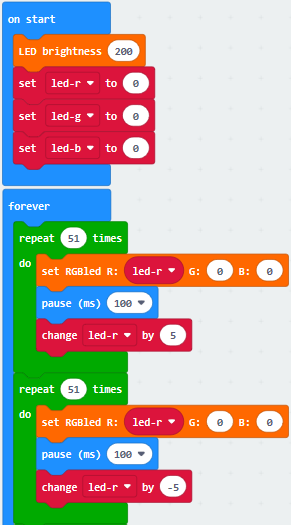 on start
LED brightness 200
set led-r to 0
set led-g to 0
set led-b to 0
forever
repeat 51 times
do
set RGBled R: led-r G: 0 B: 0
pause (ms) 100
change led-r by 5
repeat 51 times
do
set RGBled R: led-r G: 0 B: 0
pause (ms) 100
change led-r by -5